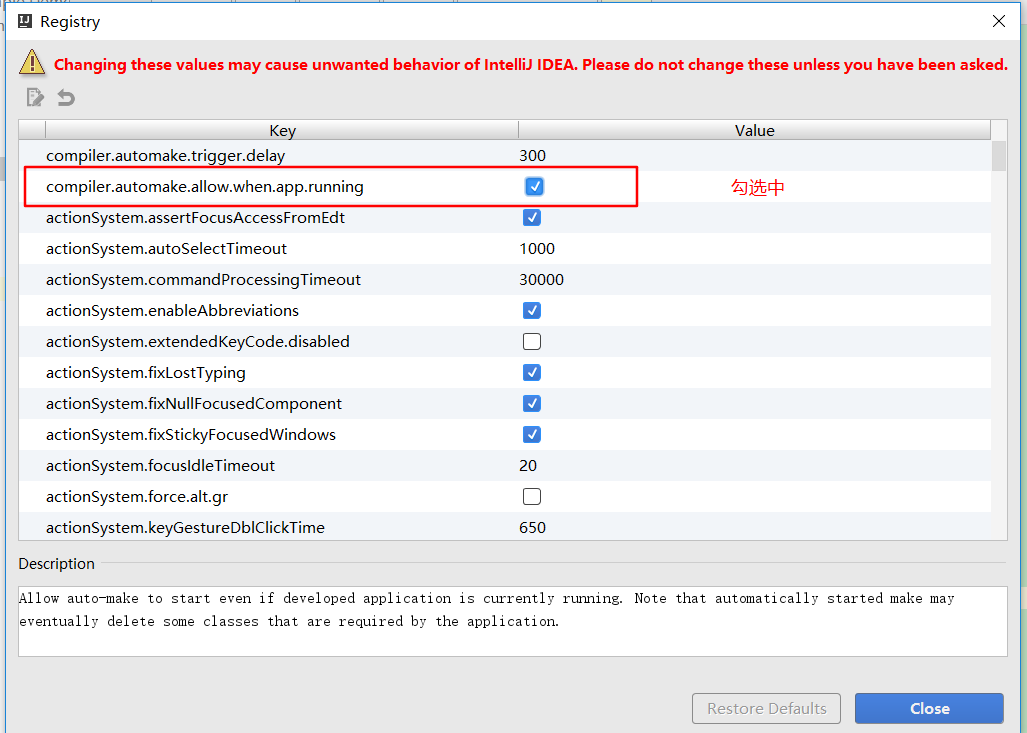 Registry
Changing these values may cause unwanted behavior of IntelliJ IDEA. Please do not change these unless you have been asked.
Key Value
compiler.automake.trigger.delay 300
compiler.automake.allow.when.app.running 勾选中
actionSystem.assertFocusAccessFromEdt
actionSystem.autoSelectTimeout 1000
actionSystem.commandProcessingTimeout 30000
actionSystem.enableAbbreviations
actionSystem.extendedKeyCode.disabled
actionSystem.fixLostTyping
actionSystem.fixNullFocusedComponent
actionSystem.fixStickyFocusedWindows
actionSystem.focusIdleTimeout 20
actionSystem.force.alt.gr
actionSystem.keyGestureDblClickTime 650
Description
Allow auto-make to start even if developed application is currently running. Note that automatically started make may
eventually delete some classes that are required by the application.
Restore Defaults Close